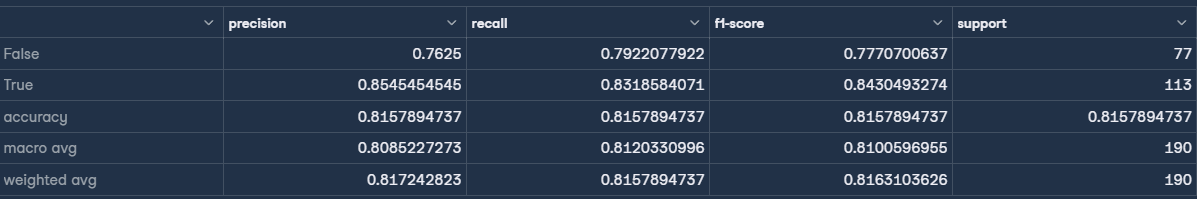 precision recall f1-score support
False 0.7625 0.7922077922 0.7770700637 77
True 0.8545454545 0.8318584071 0.8430493274 113
accuracy 0.8157894737 0.8157894737 0.8157894737 0.8157894737
macro avg 0.8085227273 0.8120330996 0.8100596955 190
weighted avg 0.817242823 0.8157894737 0.8163103626 190